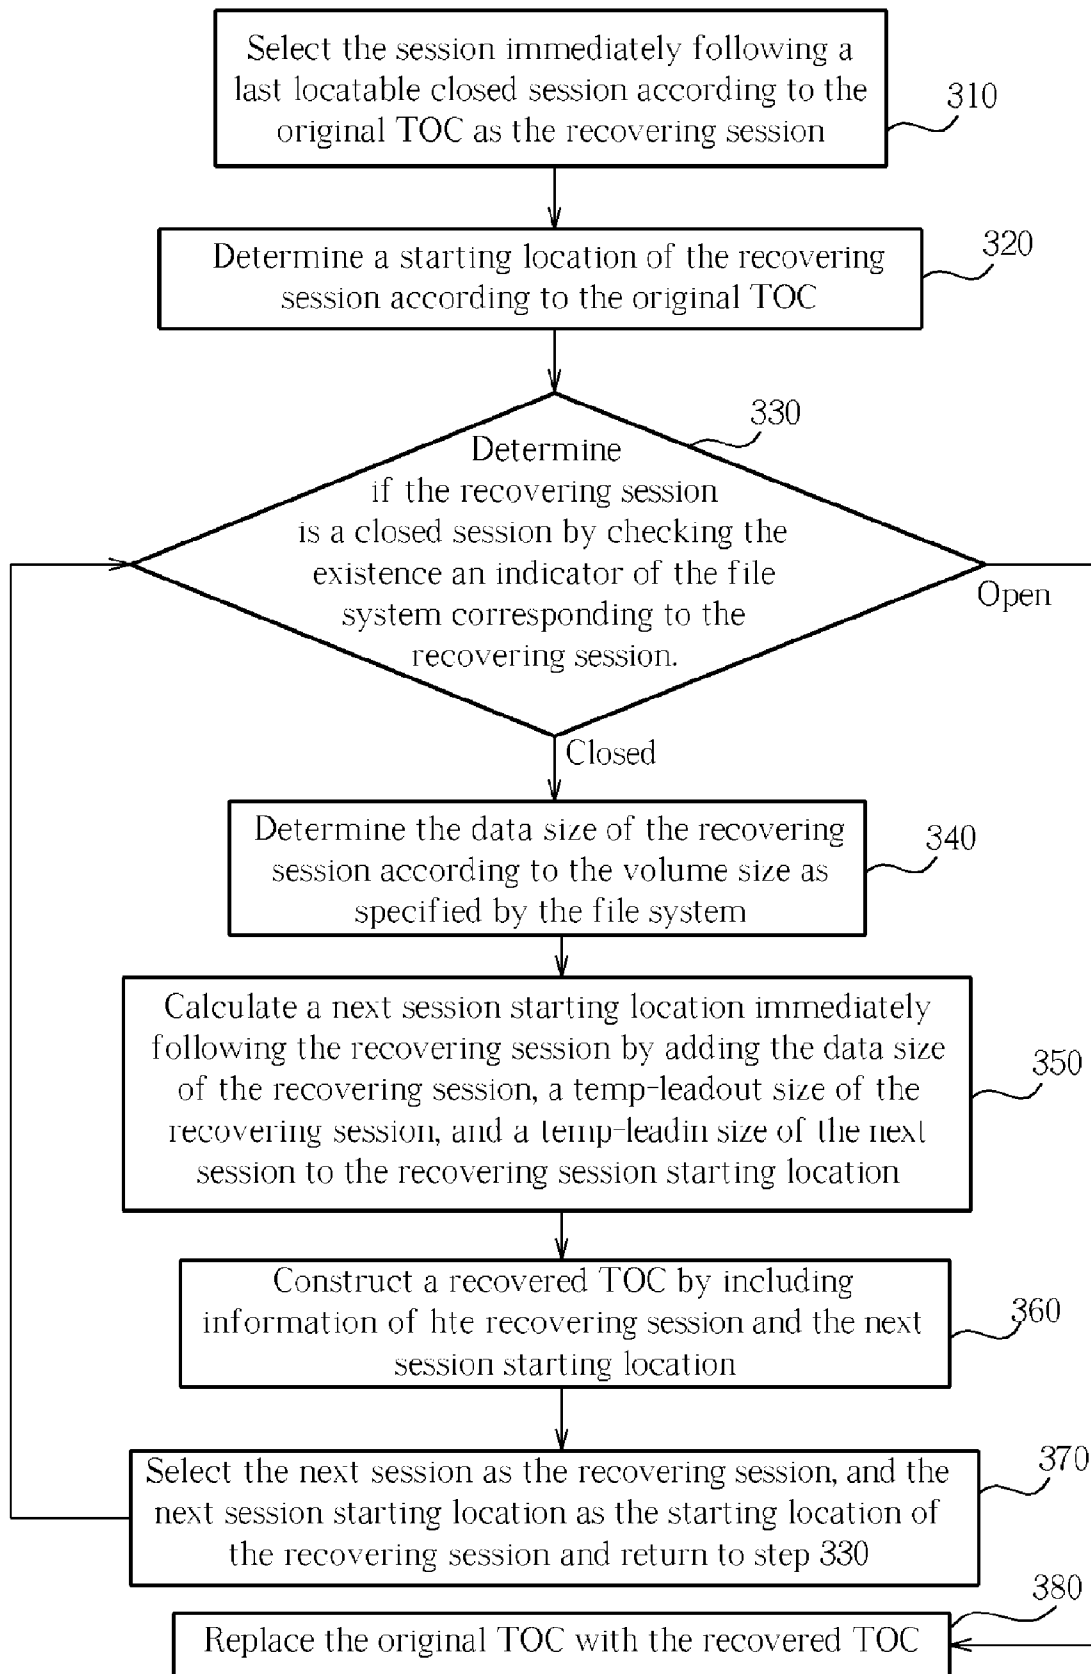 Select the session immediately following a
last locatable closed session according to the
original TOC as the recovering session
310
Determine a starting location of the recovering
session according to the original TOC
320
330
Determine
if the recovering session
is a closed session by checking the
existence an indicator of the file
system corresponding to the
recovering session.
Open
Closed
Determine the data size of the recovering
session according to the volume size as
specified by the file system
340
Calculate a next session starting location immediately
following the recovering session by adding the data size
of the recovering session, a temp-leadout size of the
recovering session, and a temp-leadin size of the next
session to the recovering session starting location
350
Construct a recovered TOC by including
information of hte recovering session and the next
session starting location
360
Select the next session as the recovering session, and the
next session starting location as the starting location of
the recovering session and return to step 330
370
380
Replace the original TOC with the recovered TOC